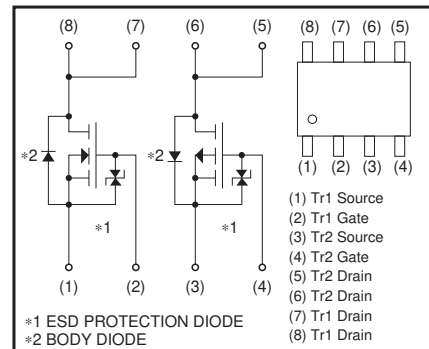 (8) (7) (6) (5)
(8) (7) (6) (5)
*2
*2
*1
*1
(1) (2) (3) (4)
(1) (2) (3) (4)
(1) Tr1 Source
(2) Tr1 Gate
(3) Tr2 Source
(4) Tr2 Gate
(5) Tr2 Drain
(6) Tr2 Drain
(7) Tr1 Drain
(8) Tr1 Drain
*1 ESD PROTECTION DIODE
*2 BODY DIODE